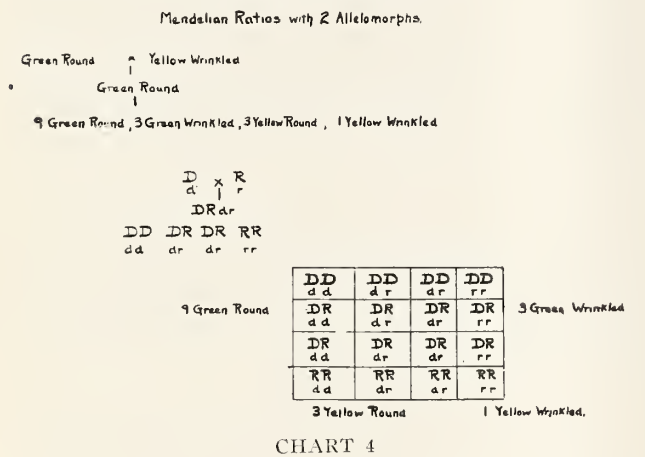 Mendelian Ratios with 2 Allelomorphs.
Green Round × Yellow Wrinkled
Green Round
9 Green Round, 3 Green Wrinkled, 3 Yellow Round, 1 Yellow Wrinkled
D × R
d r
DR dr
DD DR DR RR
dd dr dr rr
DD DD DD DD
dd dr dr rr
9 Green Round DR DR DR DR 3 Green Wrinkled
dd dr dr rr
DR DR DR DR
dd dr dr rr
RR RR RR RR
dd dr dr rr
3 Yellow Round 1 Yellow Wrinkled.
CHART 4